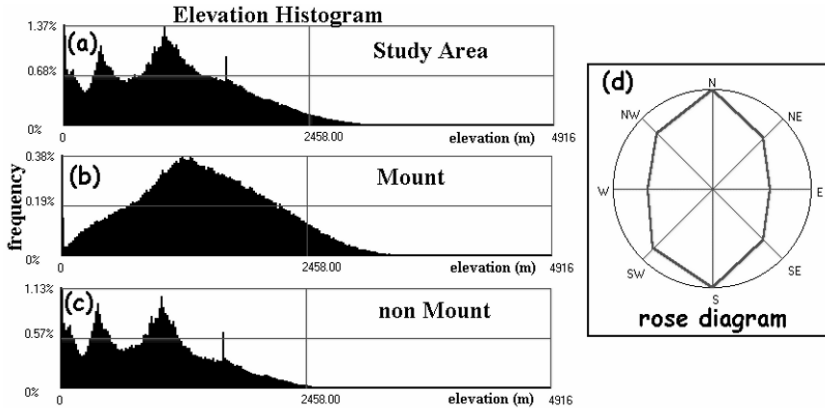 Elevation Histogram
1.37%
(a)
Study Area
0.68%
0%
0
2458.00
elevation (m)
4916
0.38%
(b)
Mount
0.19%
frequency
0%
0
2458.00
elevation (m)
4916
1.13%
(c)
non Mount
0.57%
0%
0
2458.00
elevation (m)
4916
(d)
N
NW
NE
W
E
SW
SE
S
rose diagram